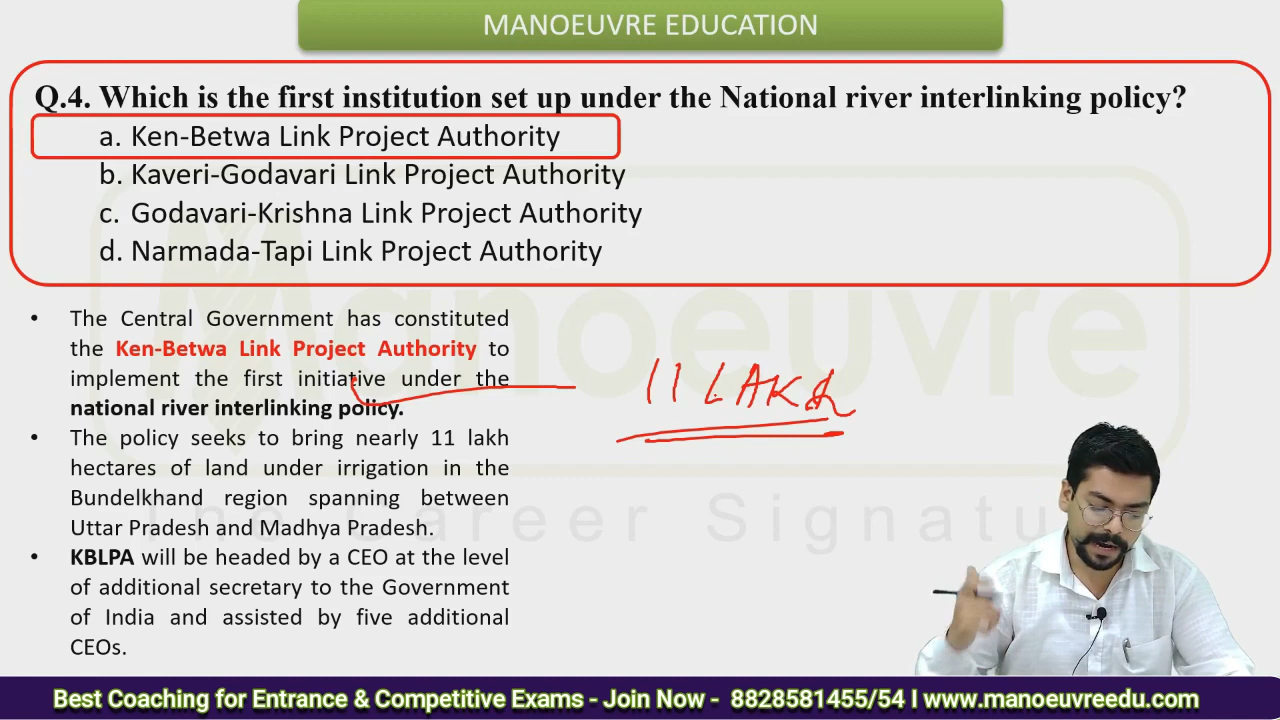 MANOEUVRE EDUCATION
Q.4. Which is the first institution set up under the National river interlinking policy?
a. Ken-Betwa Link Project Authority
b. Kaveri-Godavari Link Project Authority
c. Godavari-Krishna Link Project Authority
d. Narmada-Tapi Link Project Authority
• The Central Government has constituted
the Ken-Betwa Link Project Authority to
implement the first initiative under the
national river interlinking policy.
• The policy seeks to bring nearly 11 lakh
hectares of land under irrigation in the
Bundelkhand region spanning between
Uttar Pradesh and Madhya Pradesh.
• KBLPA will be headed by a CEO at the level
of additional secretary to the Government
of India and assisted by five additional
CEOs.
11 LAKh
Manoeuvre
The Career Signatu
Best Coaching for Entrance & Competitive Exams - Join Now - 8828581455/54 I www.manoeuvreedu.com